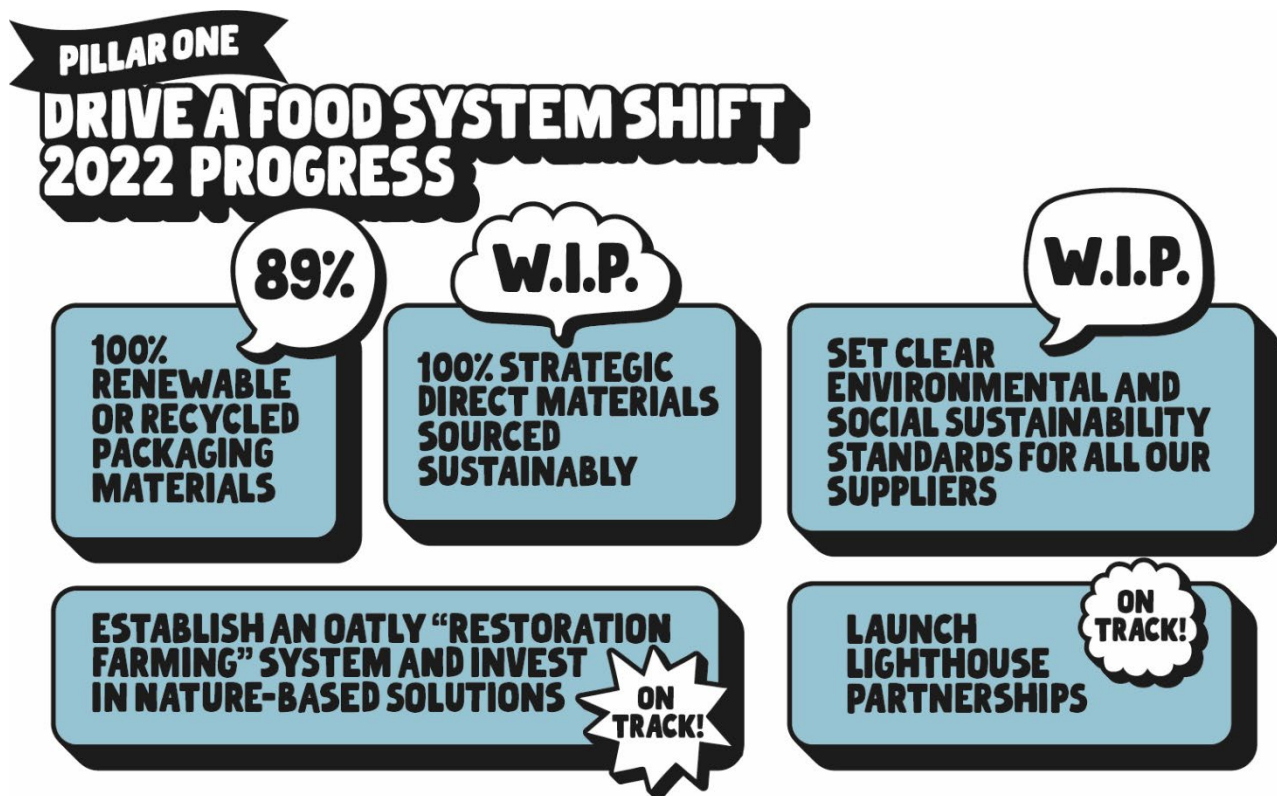 PILLAR ONE
DRIVE A FOOD SYSTEM SHIFT
2022 PROGRESS
89%
100%
RENEWABLE
OR RECYCLED
PACKAGING
MATERIALS
W.I.P.
100% STRATEGIC
DIRECT MATERIALS
SOURCED
SUSTAINABLY
W.I.P.
SET CLEAR
ENVIRONMENTAL AND
SOCIAL SUSTAINABILITY
STANDARDS FOR ALL OUR
SUPPLIERS
ESTABLISH AN OATLY “RESTORATION
FARMING” SYSTEM AND INVEST
IN NATURE-BASED SOLUTIONS
ON
TRACK!
LAUNCH
LIGHTHOUSE
PARTNERSHIPS
ON
TRACK!